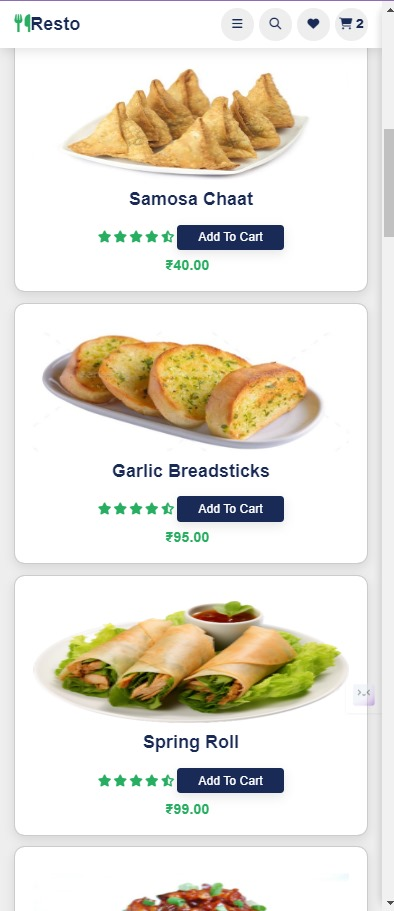 Resto 2
Samosa Chaat
Add To Cart
₹40.00
Garlic Breadsticks
Add To Cart
₹95.00
Spring Roll
Add To Cart
₹99.00